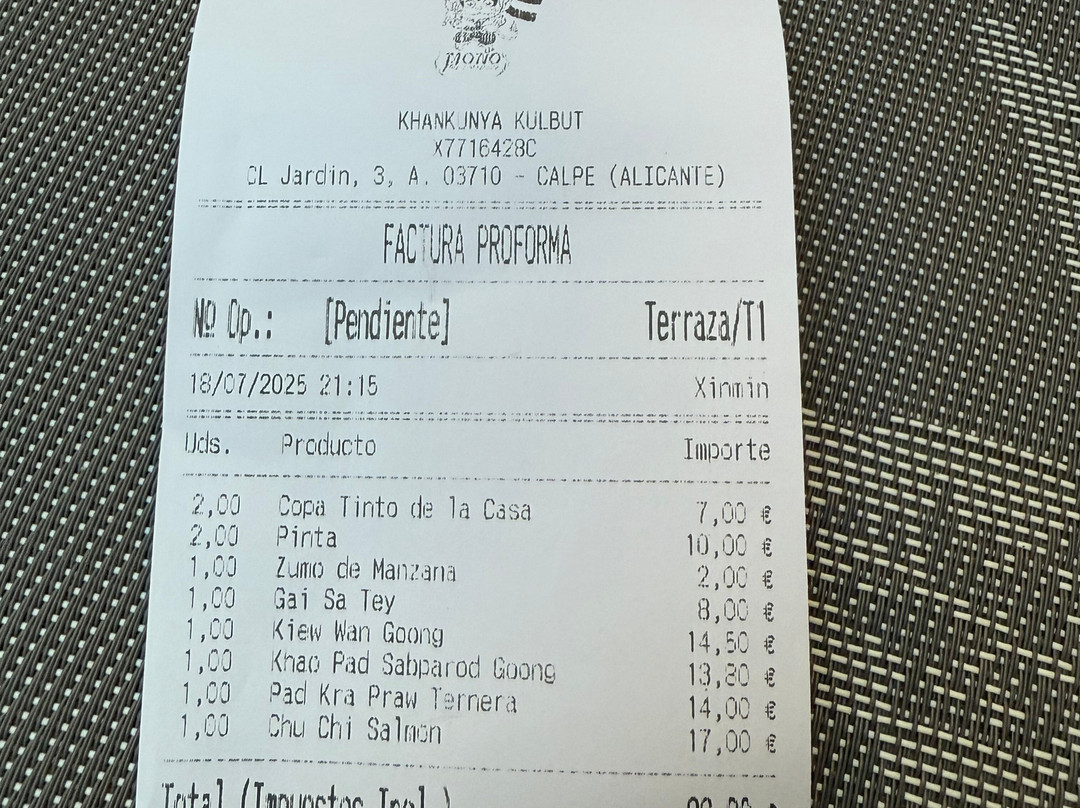 MOMO
KHANKUNYA KULBUT
X7716428C
CL Jardin, 3, A. 03710 - CALPE (ALICANTE)
FACTURA PROFORMA
Nº Op.: [Pendiente] Terraza/T1
18/07/2025 21:15 Xinmin
Uds. Producto Importe
2,00 Copa Tinto de la Casa 7,00 €
2,00 Pinta 10,00 €
1,00 Zumo de Manzana 2,00 €
1,00 Gai Sa Tey 8,00 €
1,00 Kiew Wan Goong 14,50 €
1,00 Khao Pad Sabparod Goong 13,80 €
1,00 Pad Kra Praw Ternera 14,00 €
1,00 Chu Chi Salmon 17,00 €
Total (Impuestos Incl.)